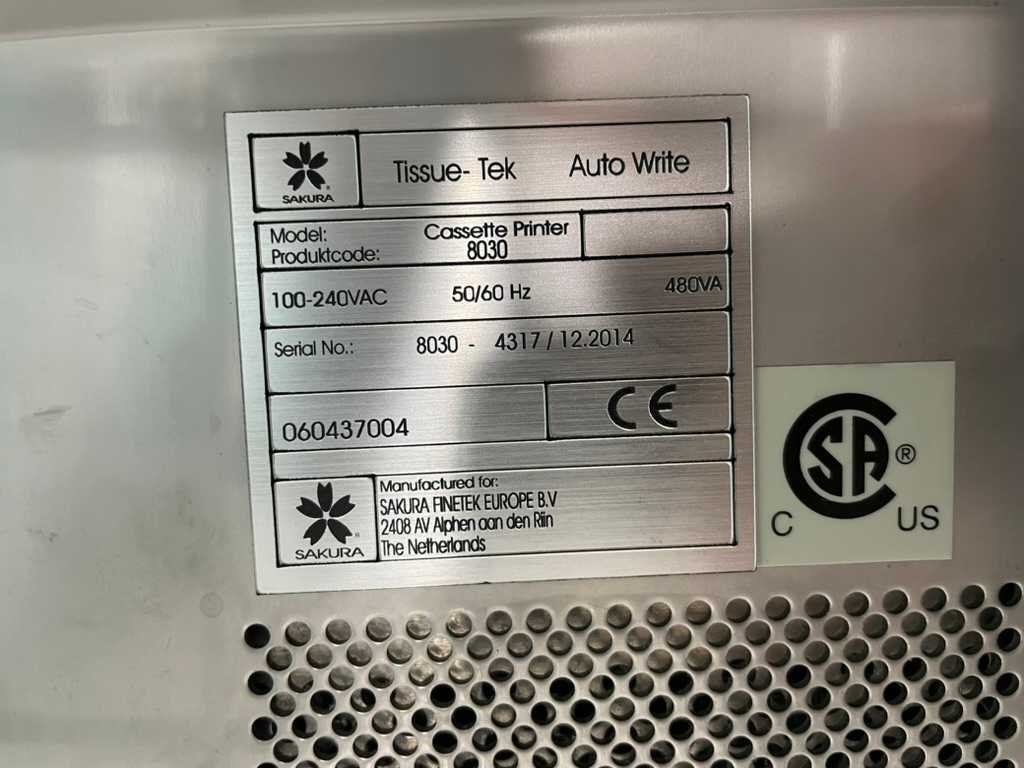 SAKURA
Tissue- Tek Auto Write
Model: Cassette Printer
Produktcode: 8030
100-240VAC 50/60 Hz 480VA
Serial No.: 8030 - 4317 / 12.2014
060437004 CE
SAKURA
Manufactured for:
SAKURA FINETEK EUROPE B.V
2408 AV Alphen aan den Riin
The Netherlands
CSA ®
C US